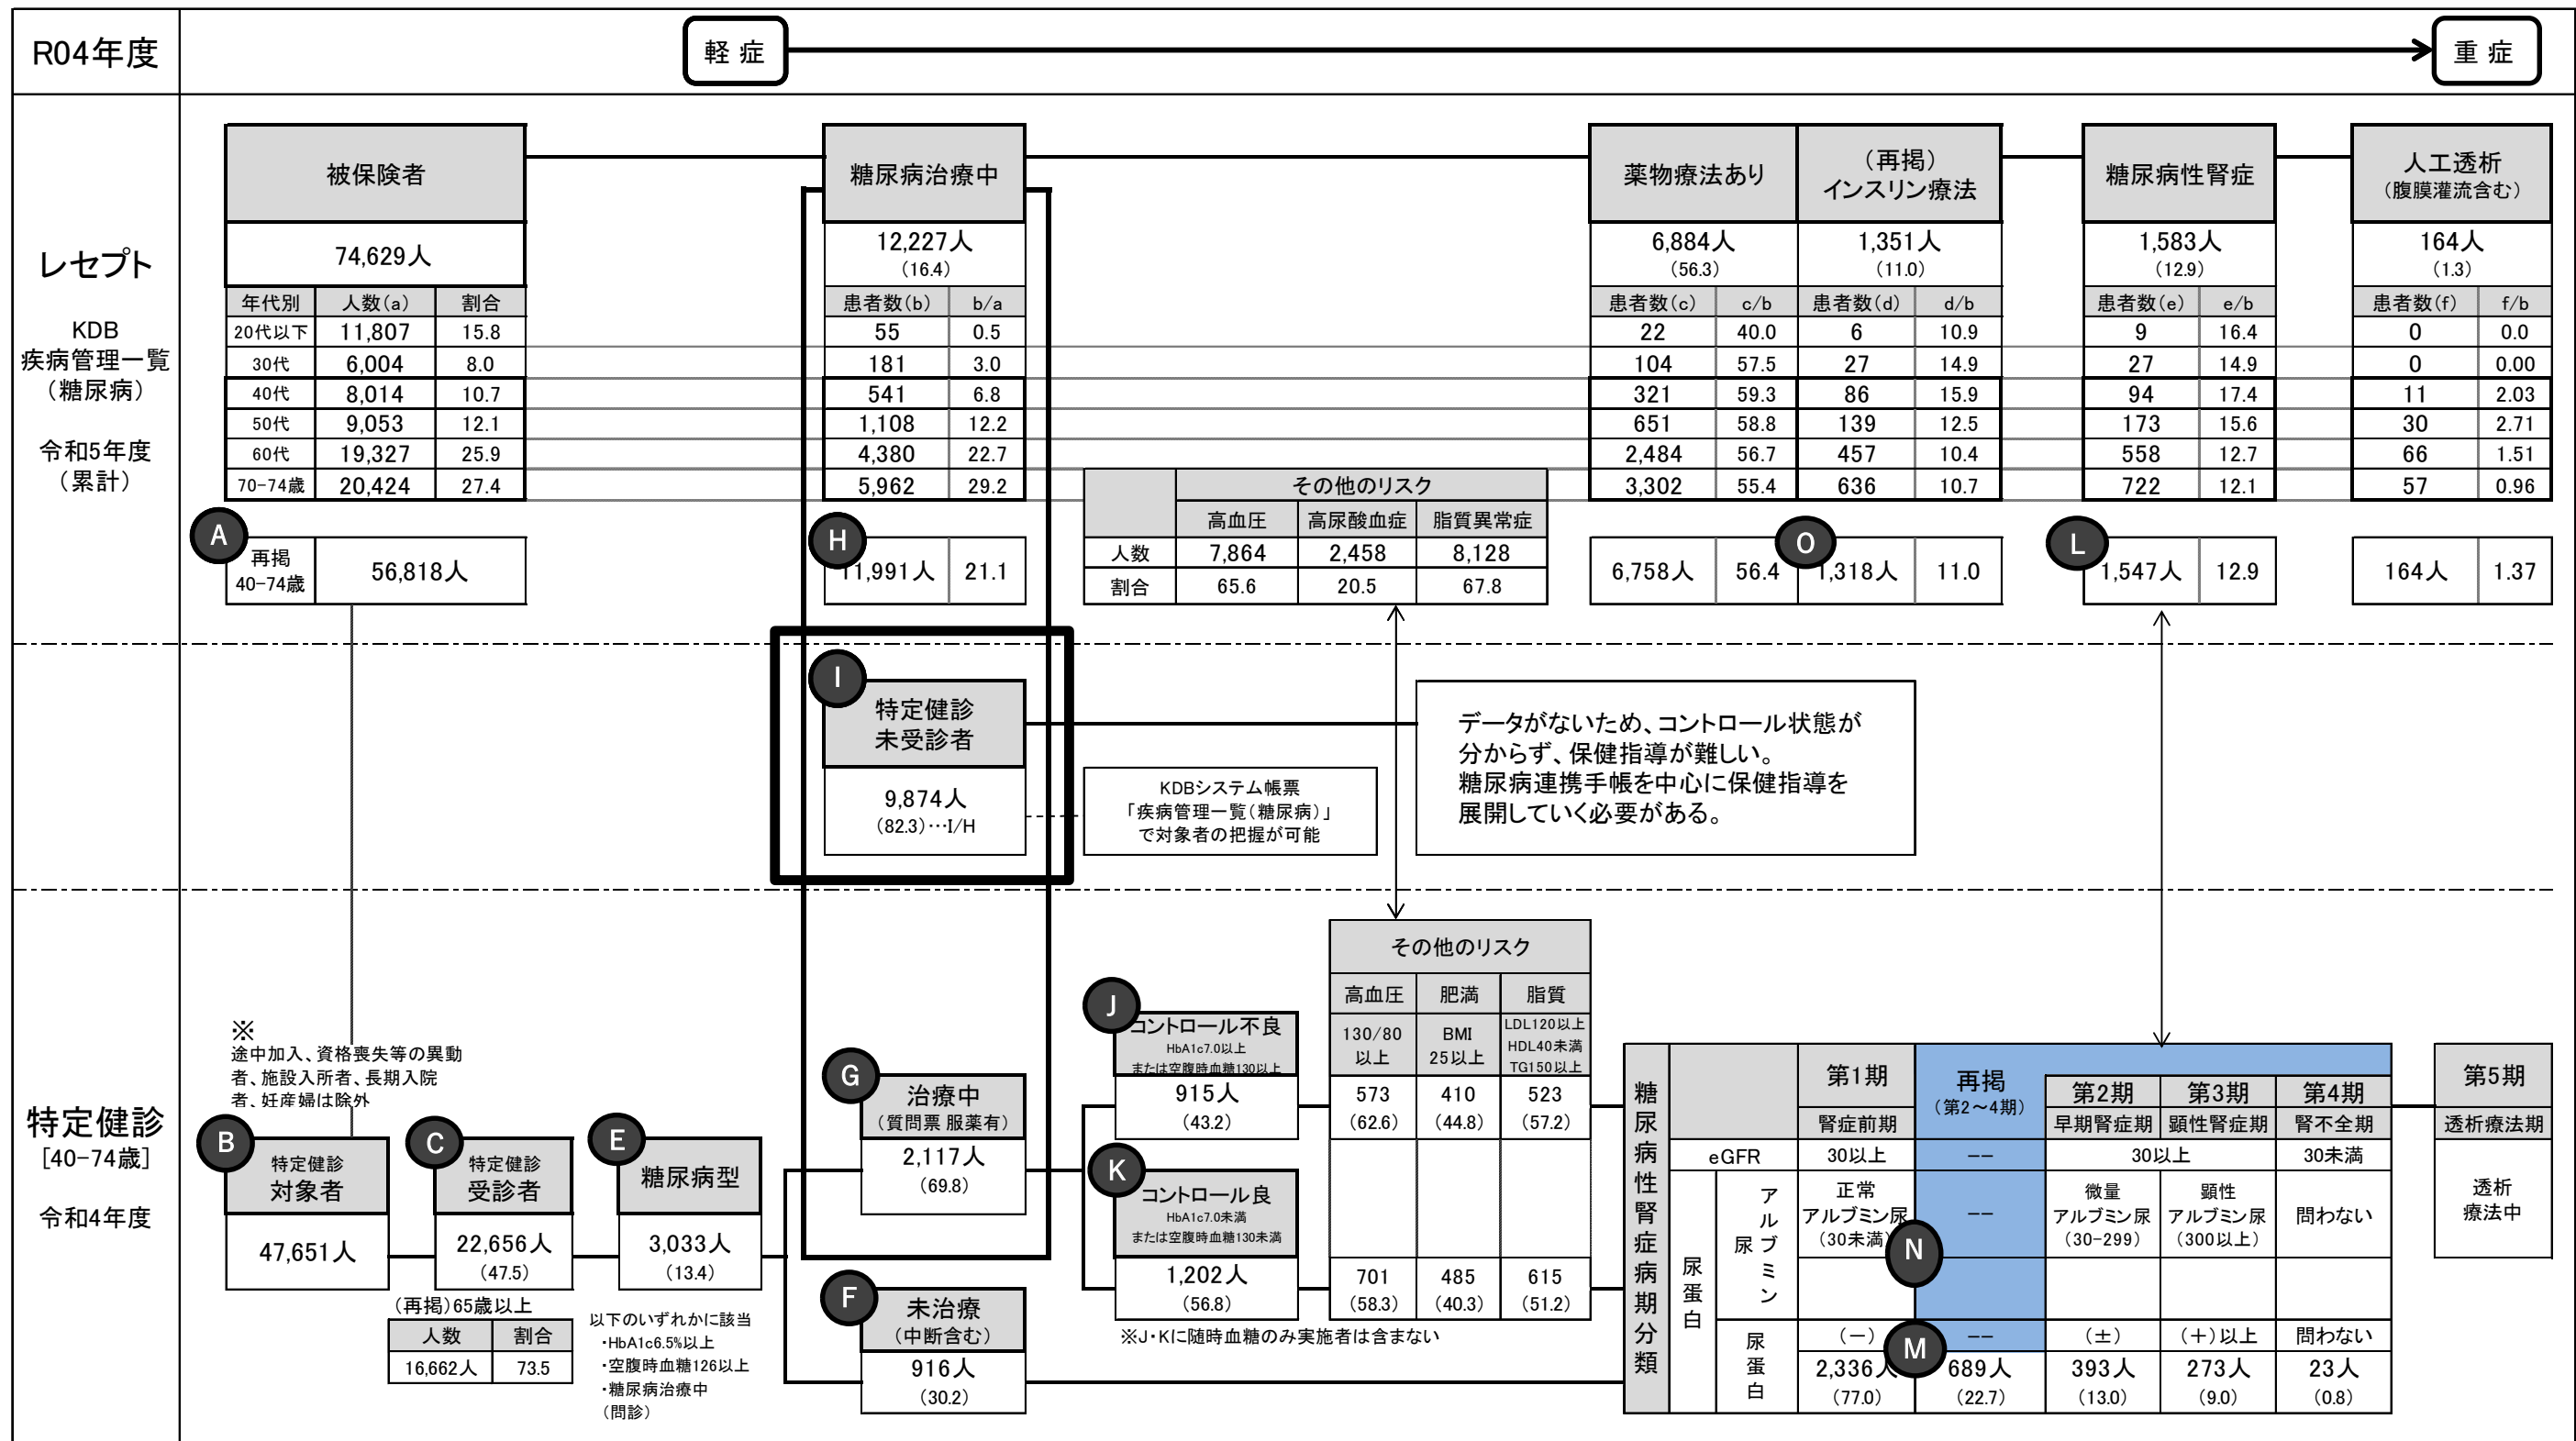 R04年度
軽 症
重 症
レセプト
KDB
疾病管理一覧
（糖尿病）
令和5年度
（累計）
被保険者
74,629人
年代別 人数(a) 割合
20代以下 11,807 15.8
30代 6,004 8.0
40代 8,014 10.7
50代 9,053 12.1
60代 19,327 25.9
70-74歳 20,424 27.4
A
再掲
40-74歳
56,818人
糖尿病治療中
12,227人
（16.4）
患者数(b) b/a
55 0.5
181 3.0
541 6.8
1,108 12.2
4,380 22.7
5,962 29.2
H
11,991人 21.1
その他のリスク
高血圧 高尿酸血症 脂質異常症
人数 7,864 2,458 8,128
割合 65.6 20.5 67.8
薬物療法あり
6,884人
（56.3）
患者数(c) c/b
22 40.0
104 57.5
321 59.3
651 58.8
2,484 56.7
3,302 55.4
6,758人 56.4
（再掲）
インスリン療法
1,351人
（11.0）
患者数(d) d/b
6 10.9
27 14.9
86 15.9
139 12.5
457 10.4
636 10.7
O
1,318人 11.0
糖尿病性腎症
1,583人
（12.9）
患者数(e) e/b
9 16.4
27 14.9
94 17.4
173 15.6
558 12.7
722 12.1
L
1,547人 12.9
人工透析
（腹膜灌流含む）
164人
（1.3）
患者数(f) f/b
0 0.0
0 0.00
11 2.03
30 2.71
66 1.51
57 0.96
164人 1.37
I
特定健診
未受診者
9,874人
（82.3）…I/H
KDBシステム帳票
「疾病管理一覧（糖尿病）」
で対象者の把握が可能
データがないため、コントロール状態が
分からず、保健指導が難しい。
糖尿病連携手帳を中心に保健指導を
展開していく必要がある。
特定健診
[40-74歳]
令和4年度
※
途中加入、資格喪失等の異動
者、施設入所者、長期入院
者、妊産婦は除外
B
特定健診
対象者
47,651人
C
特定健診
受診者
22,656人
（47.5）
(再掲)65歳以上
人数 割合
16,662人 73.5
E
糖尿病型
3,033人
（13.4）
以下のいずれかに該当
・HbA1c6.5%以上
・空腹時血糖126以上
・糖尿病治療中
（問診）
G
治療中
（質問票 服薬有）
2,117人
（69.8）
F
未治療
（中断含む）
916人
（30.2）
J
コントロール不良
HbA1c7.0以上
または空腹時血糖130以上
915人
（43.2）
K
コントロール良
HbA1c7.0未満
または空腹時血糖130未満
1,202人
（56.8）
※J・Kに随時血糖のみ実施者は含まない
その他のリスク
高血圧 肥満 脂質
130/80
以上
BMI
25以上
LDL120以上
HDL40未満
TG150以上
573 410 523
（62.6） （44.8） （57.2）
701 485 615
（58.3） （40.3） （51.2）
糖尿病性腎症病期分類
第1期
腎症前期
再掲
（第2～4期）
第2期 第3期 第4期
早期腎症期 顕性腎症期 腎不全期
eGFR 30以上 -- 30以上 30未満
尿蛋白
アルブミン尿
正常
アルブミン尿
（30未満）
N
--
微量
アルブミン尿
（30-299）
顕性
アルブミン尿
（300以上）
問わない
尿蛋白
（－） -- （±） （＋）以上 問わない
M
2,336人 689人 393人 273人 23人
（77.0） （22.7） （13.0） （9.0） （0.8）
第5期
透析療法期
透析
療法中